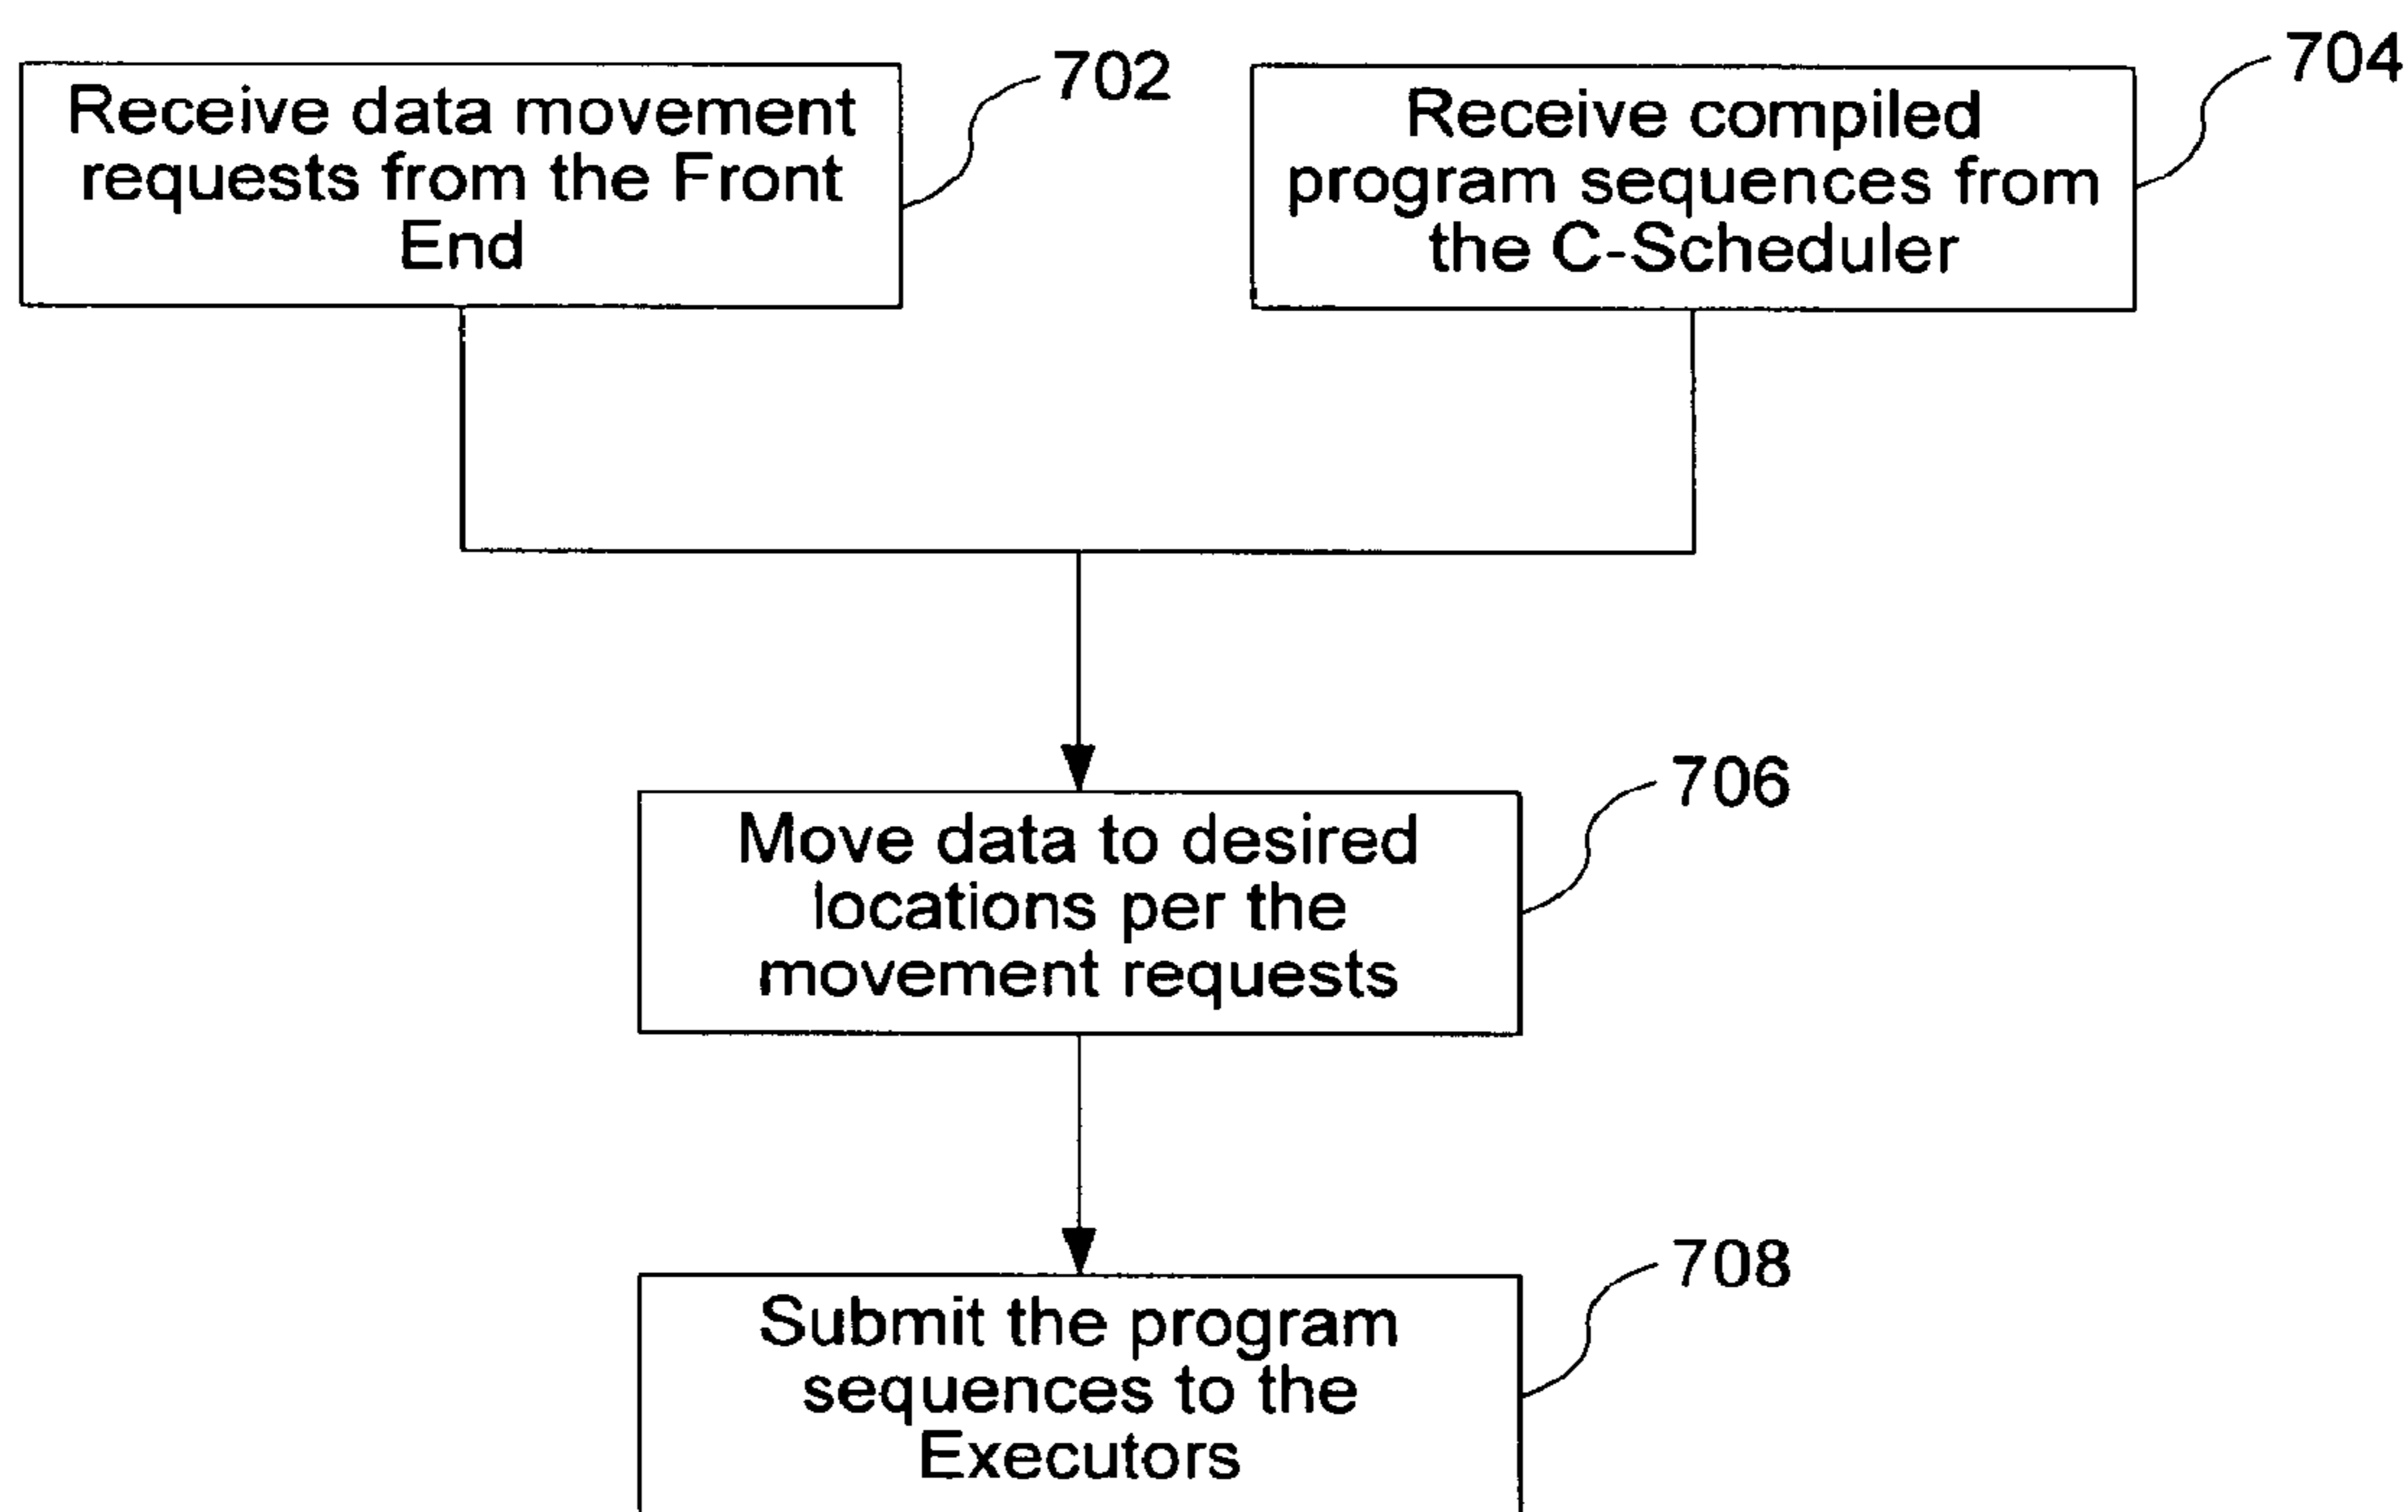 Receive data movement
requests from the Front
End
702
Receive compiled
program sequences from
the C-Scheduler
704
Move data to desired
locations per the
movement requests
706
Submit the program
sequences to the
Executors
708